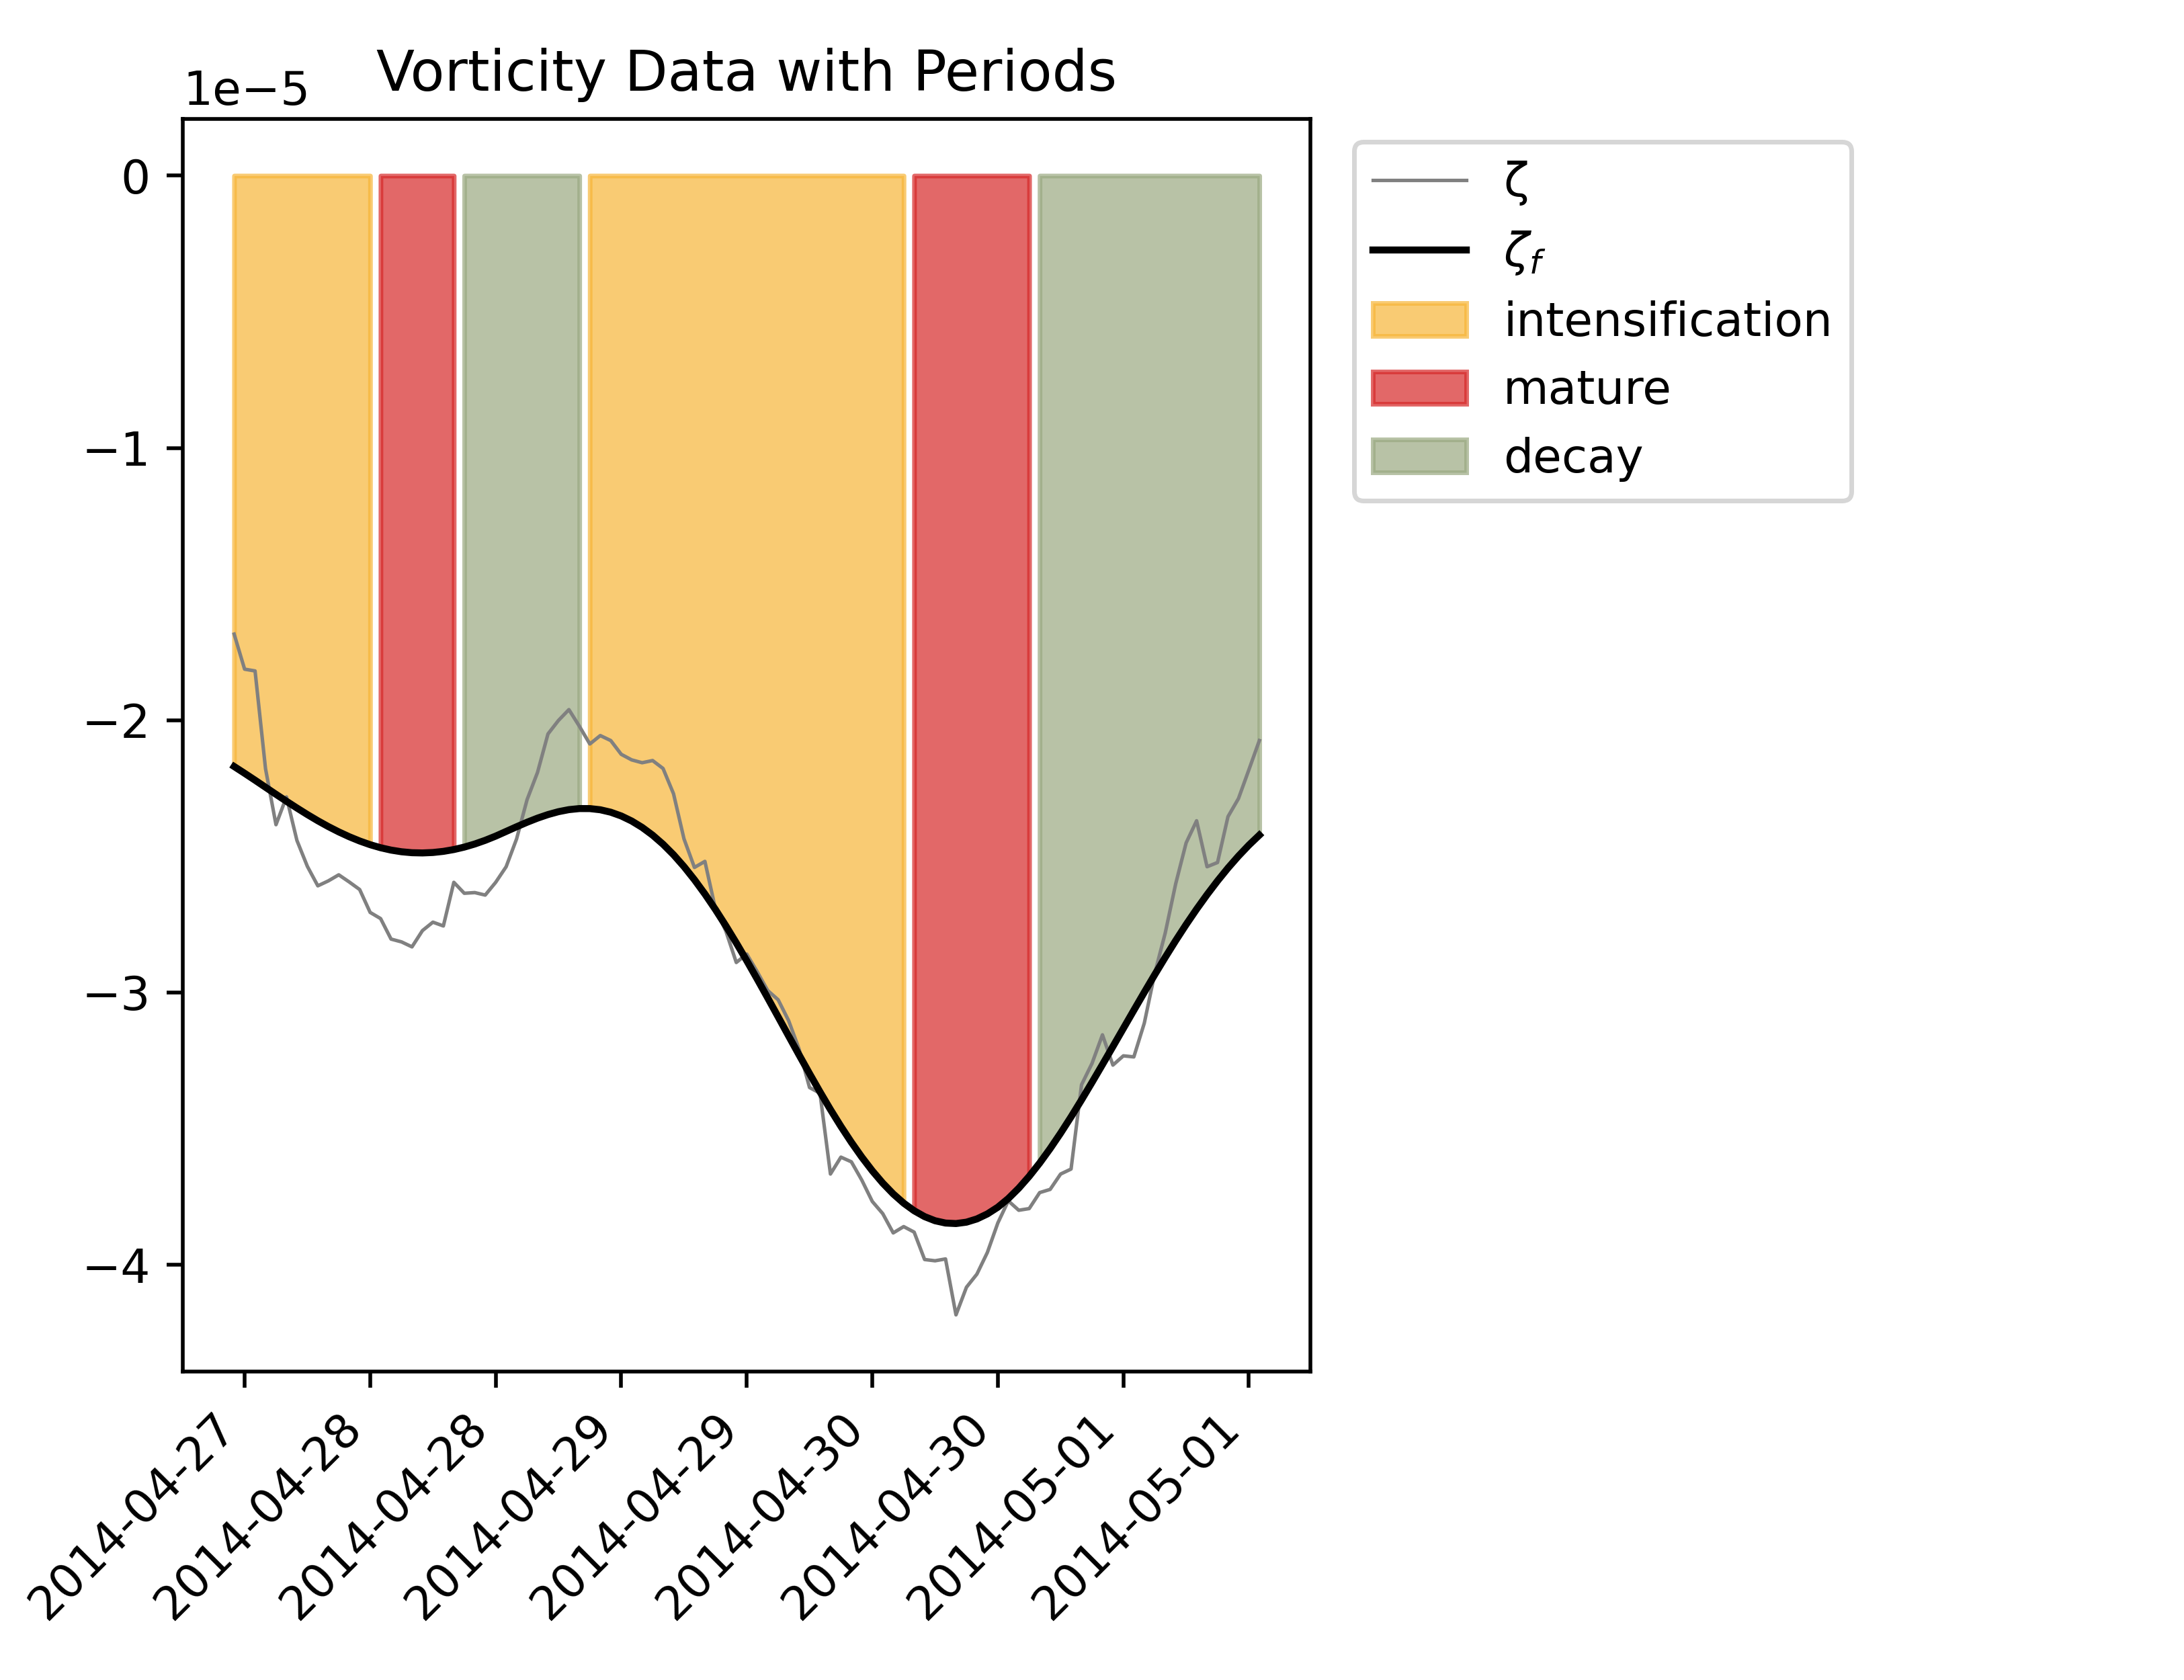 Vorticity Data with Periods
1e−5
0
−1
−2
−3
−4
2014-04-27
2014-04-28
2014-04-28
2014-04-29
2014-04-29
2014-04-30
2014-04-30
2014-05-01
2014-05-01
ζ
ζf
intensification
mature
decay